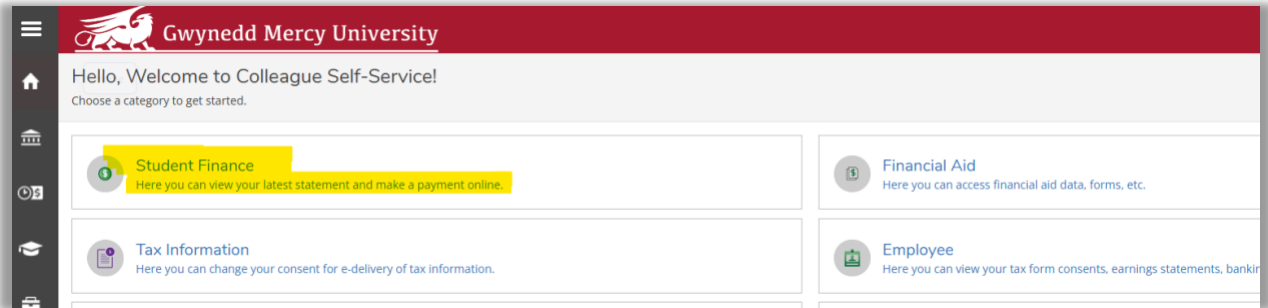 Gwynedd Mercy University
Hello, Welcome to Colleague Self-Service!
Choose a category to get started.
Student Finance
Here you can view your latest statement and make a payment online.
Financial Aid
Here you can access financial aid data, forms, etc.
Tax Information
Here you can change your consent for e-delivery of tax information.
Employee
Here you can view your tax form consents, earnings statements,